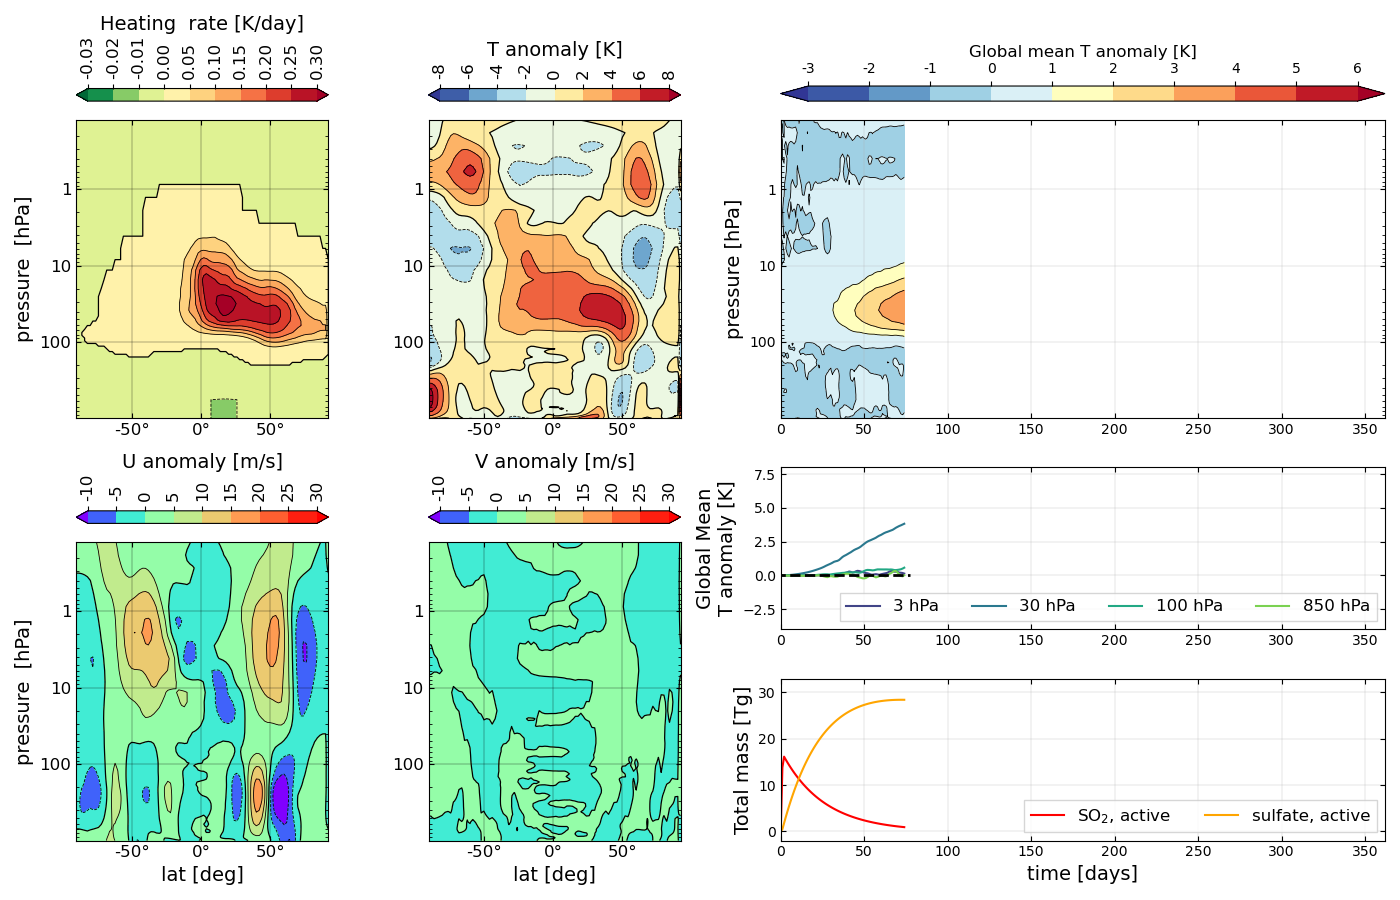 Heating rate [K/day]
-0.03 -0.02 -0.01 0.00 0.05 0.10 0.15 0.20 0.25 0.30
T anomaly [K]
-8 -6 -4 -2 0 2 4 6 8
Global mean T anomaly [K]
-3 -2 -1 0 1 2 3 4 5 6
pressure [hPa]
1
10
100
-50° 0° 50°
1
10
100
-50° 0° 50°
pressure [hPa]
1
10
100
0 50 100 150 200 250 300 350
U anomaly [m/s]
-10 -5 0 5 10 15 20 25 30
V anomaly [m/s]
-10 -5 0 5 10 15 20 25 30
pressure [hPa]
1
10
100
-50° 0° 50°
lat [deg]
1
10
100
-50° 0° 50°
lat [deg]
Global Mean
T anomaly [K]
7.5
5.0
2.5
0.0
−2.5
3 hPa 30 hPa 100 hPa 850 hPa
0 50 100 150 200 250 300 350
Total mass [Tg]
30
20
10
0
SO₂, active sulfate, active
0 50 100 150 200 250 300 350
time [days]